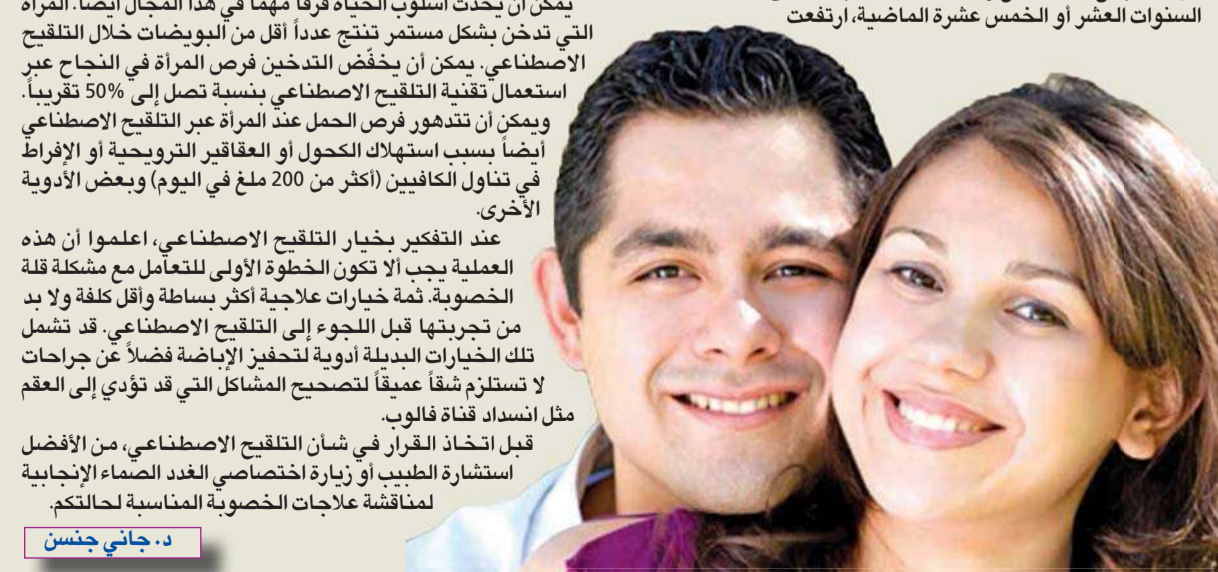 السنوات العشر أو الخمس عشرة الماضية، ارتفعت
يمكن أن يحدث أسلوب الحياة فرقاً مهماً في هذا المجال أيضاً. المرأة
التي تدخن بشكل مستمر تنتج عدداً أقل من البويضات خلال التلقيح
الاصطناعي. يمكن أن يخفّض التدخين فرص المرأة في النجاح عبر
استعمال تقنية التلقيح الاصطناعي بنسبة تصل إلى 50% تقريباً.
ويمكن أن تتدهور فرص الحمل عند المرأة عبر التلقيح الاصطناعي
أيضاً بسبب استهلاك الكحول أو العقاقير الترويحية أو الإفراط
في تناول الكافيين (أكثر من 200 ملغ في اليوم) وبعض الأدوية
الأخرى.
عند التفكير بخيار التلقيح الاصطناعي، اعلموا أن هذه
العملية يجب ألا تكون الخطوة الأولى للتعامل مع مشكلة قلة
الخصوبة. ثمة خيارات علاجية أكثر بساطة وأقل كلفة ولا بد
من تجربتها قبل اللجوء إلى التلقيح الاصطناعي. قد تشمل
تلك الخيارات البديلة أدوية لتحفيز الإباضة فضلاً عن جراحات
لا تستلزم شقاً عميقاً لتصحيح المشاكل التي قد تؤدي إلى العقم
مثل انسداد قناة فالوب.
قبل اتخاذ القرار في شأن التلقيح الاصطناعي، من الأفضل
استشارة الطبيب أو زيارة اختصاصي الغدد الصماء الإنجابية
لمناقشة علاجات الخصوبة المناسبة لحالتكم.
د. جاني جنسن